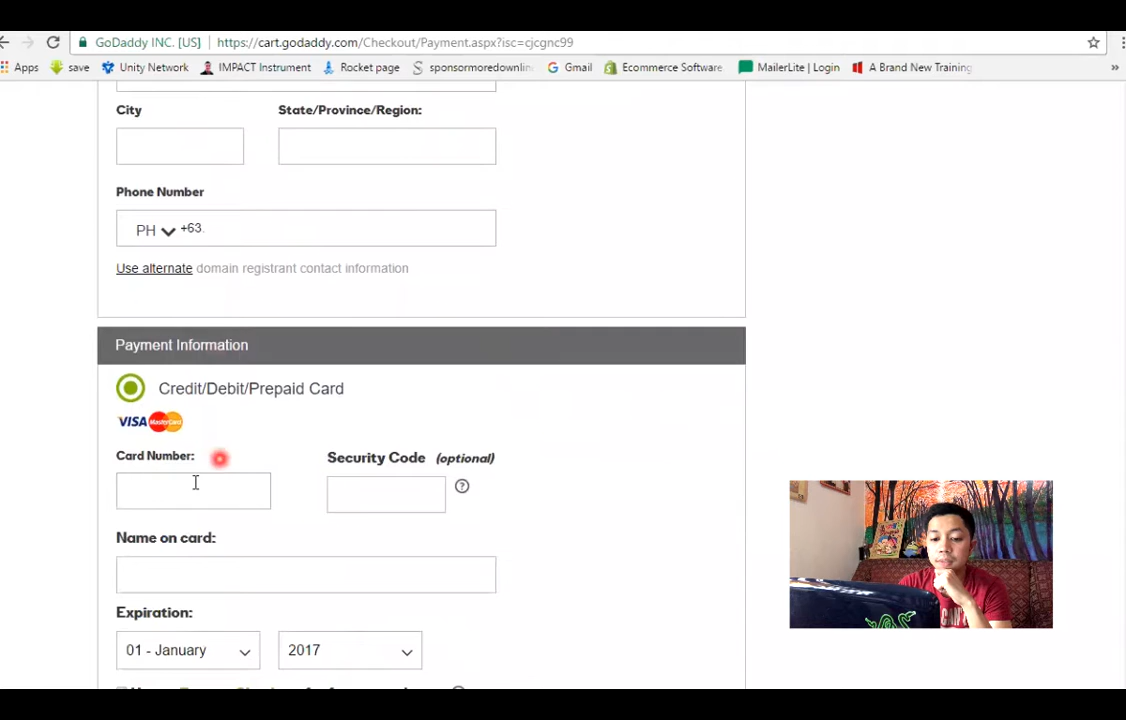 GoDaddy INC. [US] https://cart.godaddy.com/Checkout/Payment.aspx?isc=cjcgnc99
Apps save Unity Network IMPACT Instrument Rocket page sponsormoredownlin Gmail Ecommerce Software MailerLite | Login A Brand New Training »
City State/Province/Region:
Phone Number
PH +63.
Use alternate domain registrant contact information
Payment Information
Credit/Debit/Prepaid Card
VISA MasterCard
Card Number: Security Code (optional)
?
Name on card:
Expiration:
01 - January 2017